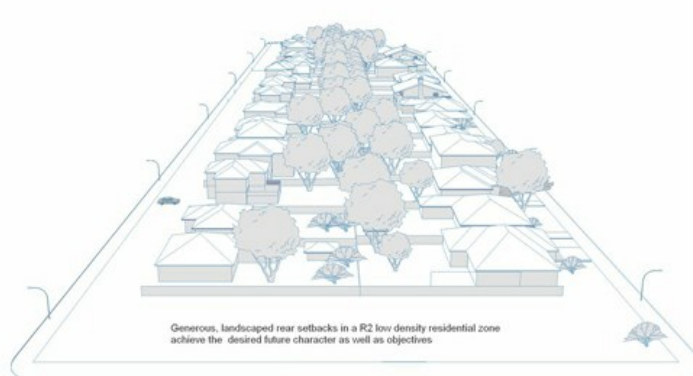 Generous, landscaped rear setbacks in a R2 low density residential zone
achieve the desired future character as well as objectives